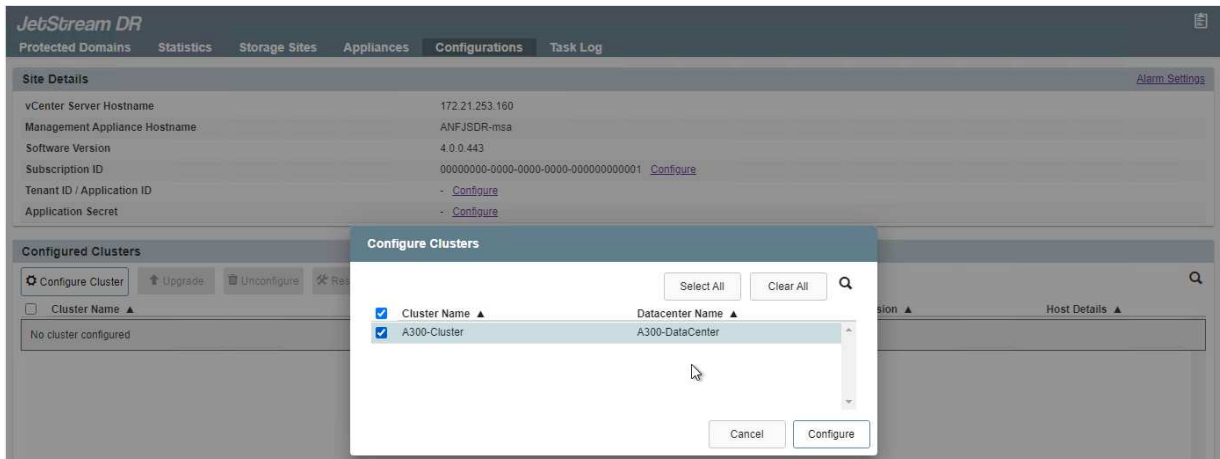 JetStream DR
Protected Domains Statistics Storage Sites Appliances Configurations Task Log
Site Details Alarm Settings
vCenter Server Hostname 172.21.253.160
Management Appliance Hostname ANFJSDR-msa
Software Version 4.0.0.443
Subscription ID 00000000-0000-0000-0000-000000000001 Configure
Tenant ID / Application ID - Configure
Application Secret - Configure
Configured Clusters
Configure Cluster Upgrade Unconfigure Res
Cluster Name ▲ sion ▲ Host Details ▲
No cluster configured
Configure Clusters
Select All Clear All
Cluster Name ▲ Datacenter Name ▲
A300-Cluster A300-DataCenter
Cancel Configure